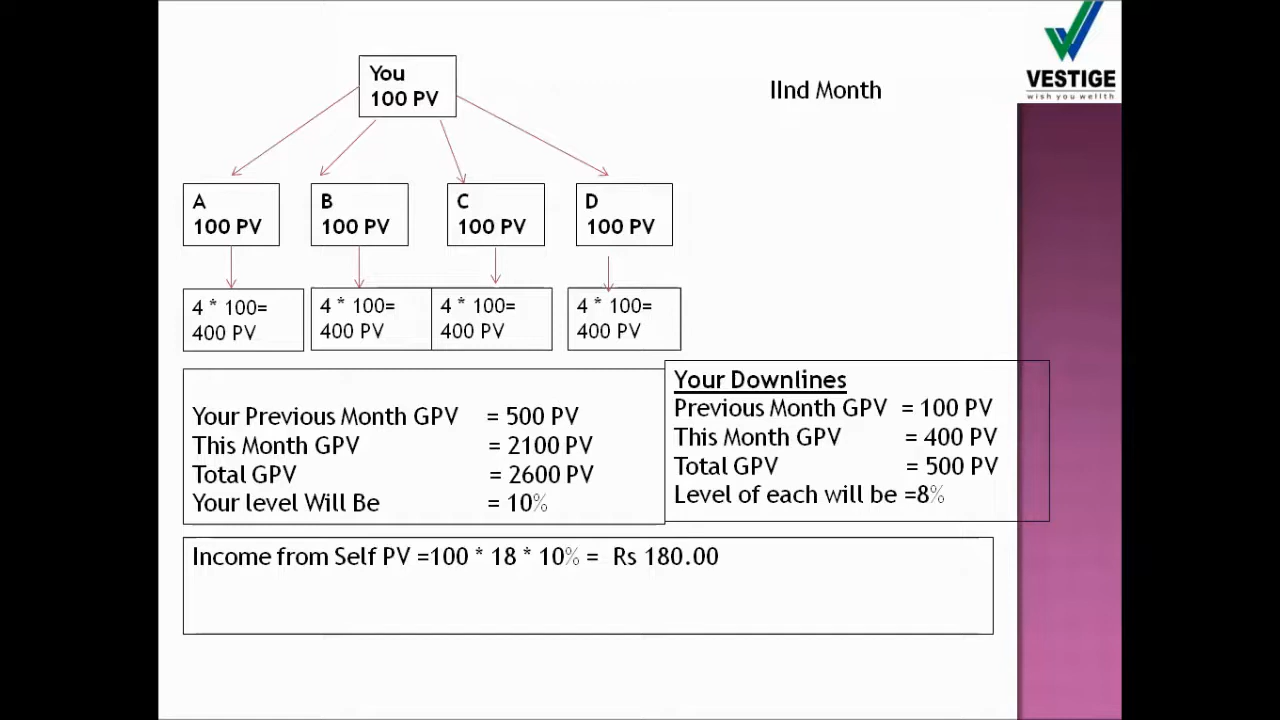 You
100 PV
IInd Month
VESTIGE
wish you wellth
A
100 PV
B
100 PV
C
100 PV
D
100 PV
4 * 100=
400 PV
4 * 100=
400 PV
4 * 100=
400 PV
4 * 100=
400 PV
Your Previous Month GPV = 500 PV
This Month GPV = 2100 PV
Total GPV = 2600 PV
Your level Will Be = 10%
Your Downlines
Previous Month GPV = 100 PV
This Month GPV = 400 PV
Total GPV = 500 PV
Level of each will be =8%
Income from Self PV =100 * 18 * 10% = Rs 180.00